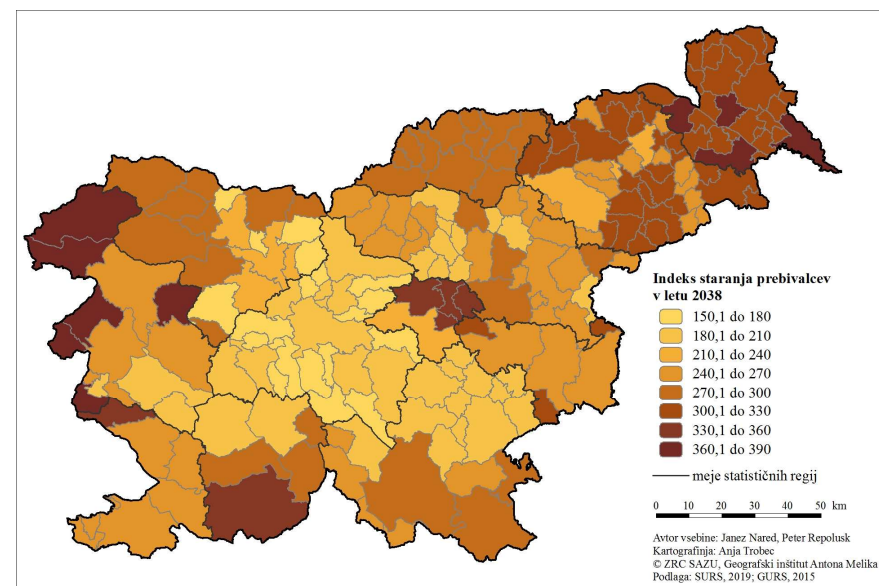 Indeks staranja prebivalcev
v letu 2038
150,1 do 180
180,1 do 210
210,1 do 240
240,1 do 270
270,1 do 300
300,1 do 330
330,1 do 360
360,1 do 390
meje statističnih regij
0 10 20 30 40 50 km
Avtor vsebine: Janez Nared, Peter Repolusk
Kartografinja: Anja Trobec
© ZRC SAZU, Geografski inštitut Antona Melika
Podlaga: SURS, 2019; GURS, 2015